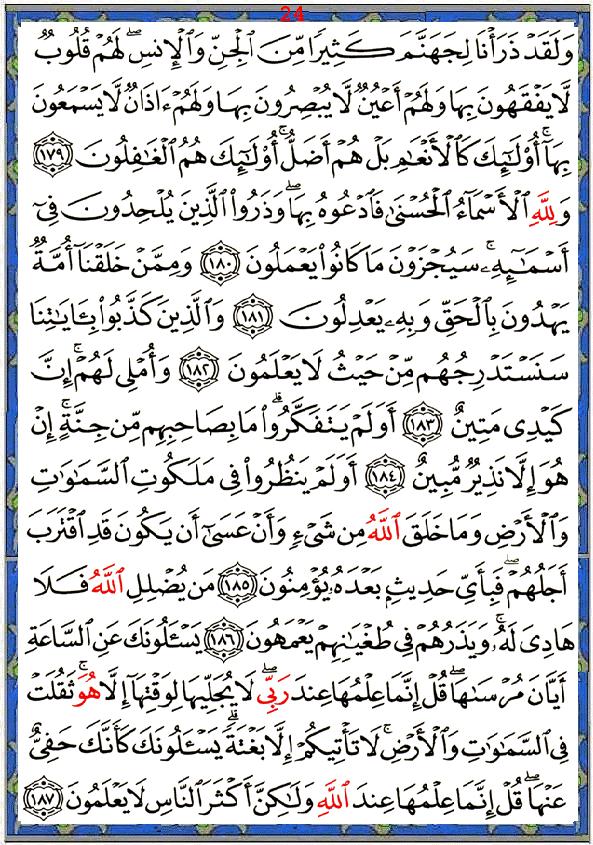 24
وَلَقَدۡ ذَرَأۡنَا لِجَهَنَّمَ كَثِيرٗا مِّنَ ٱلۡجِنِّ وَٱلۡإِنسِۖ لَهُمۡ قُلُوبٞ
لَّا يَفۡقَهُونَ بِهَا وَلَهُمۡ أَعۡيُنٞ لَّا يُبۡصِرُونَ بِهَا وَلَهُمۡ ءَاذَانٞ لَّا يَسۡمَعُونَ
بِهَآۚ أُوْلَٰٓئِكَ كَٱلۡأَنۡعَٰمِ بَلۡ هُمۡ أَضَلُّۚ أُوْلَٰٓئِكَ هُمُ ٱلۡغَٰفِلُونَ ١٧٩
وَلِلَّهِ ٱلۡأَسۡمَآءُ ٱلۡحُسۡنَىٰ فَٱدۡعُوهُ بِهَاۖ وَذَرُواْ ٱلَّذِينَ يُلۡحِدُونَ فِيٓ
أَسۡمَٰٓئِهِۦۚ سَيُجۡزَوۡنَ مَا كَانُواْ يَعۡمَلُونَ ١٨٠ وَمِمَّنۡ خَلَقۡنَآ أُمَّةٞ
يَهۡدُونَ بِٱلۡحَقِّ وَبِهِۦ يَعۡدِلُونَ ١٨١ وَٱلَّذِينَ كَذَّبُواْ بِـَٔايَٰتِنَا
سَنَسۡتَدۡرِجُهُم مِّنۡ حَيۡثُ لَا يَعۡلَمُونَ ١٨٢ وَأُمۡلِي لَهُمۡۚ إِنَّ
كَيۡدِي مَتِينٌ ١٨٣ أَوَلَمۡ يَتَفَكَّرُواْۗ مَا بِصَاحِبِهِم مِّن جِنَّةٍۚ إِنۡ
هُوَ إِلَّا نَذِيرٞ مُّبِينٌ ١٨٤ أَوَلَمۡ يَنظُرُواْ فِي مَلَكُوتِ ٱلسَّمَٰوَٰتِ
وَٱلۡأَرۡضِ وَمَا خَلَقَ ٱللَّهُ مِن شَيۡءٖ وَأَنۡ عَسَىٰٓ أَن يَكُونَ قَدِ ٱقۡتَرَبَ
أَجَلُهُمۡۖ فَبِأَيِّ حَدِيثِۭ بَعۡدَهُۥ يُؤۡمِنُونَ ١٨٥ مَن يُضۡلِلِ ٱللَّهُ فَلَا
هَادِيَ لَهُۥۚ وَيَذَرُهُمۡ فِي طُغۡيَٰنِهِمۡ يَعۡمَهُونَ ١٨٦ يَسۡـَٔلُونَكَ عَنِ ٱلسَّاعَةِ
أَيَّانَ مُرۡسَىٰهَاۖ قُلۡ إِنَّمَا عِلۡمُهَا عِندَ رَبِّيۖ لَا يُجَلِّيهَا لِوَقۡتِهَآ إِلَّا هُوَۚ ثَقُلَتۡ
فِي ٱلسَّمَٰوَٰتِ وَٱلۡأَرۡضِۚ لَا تَأۡتِيكُمۡ إِلَّا بَغۡتَةٗۗ يَسۡـَٔلُونَكَ كَأَنَّكَ حَفِيٌّ
عَنۡهَاۖ قُلۡ إِنَّمَا عِلۡمُهَا عِندَ ٱللَّهِ وَلَٰكِنَّ أَكۡثَرَ ٱلنَّاسِ لَا يَعۡلَمُونَ ١٨٧